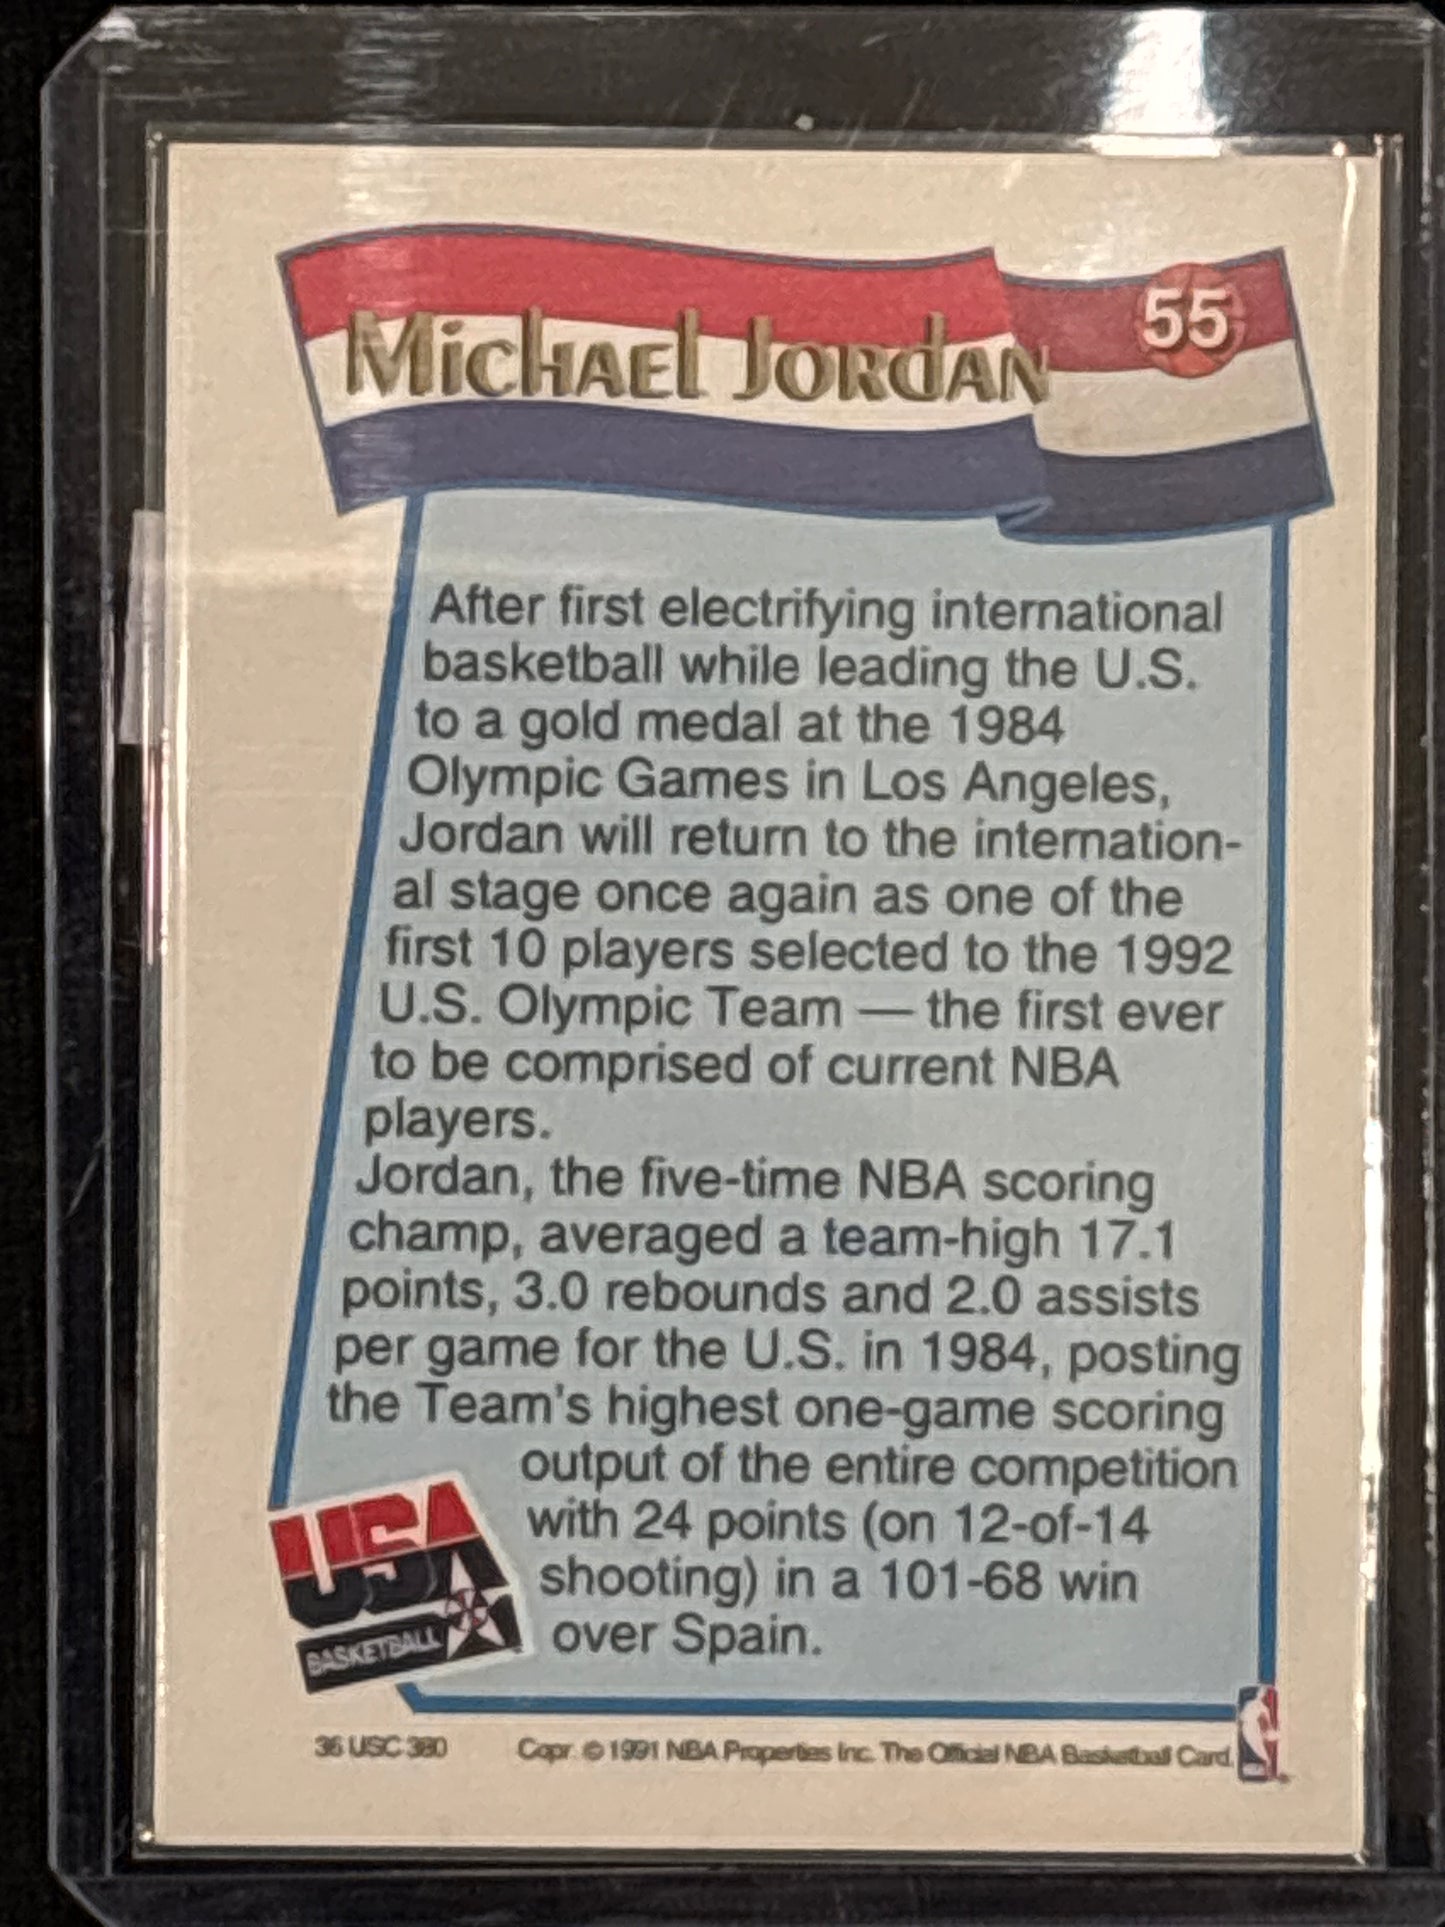 Michael Jordan
55
After first electrifying international
basketball while leading the U.S.
to a gold medal at the 1984
Olympic Games in Los Angeles,
Jordan will return to the internation-
al stage once again as one of the
first 10 players selected to the 1992
U.S. Olympic Team — the first ever
to be comprised of current NBA
players.
Jordan, the five-time NBA scoring
champ, averaged a team-high 17.1
points, 3.0 rebounds and 2.0 assists
per game for the U.S. in 1984, posting
the Team's highest one-game scoring
output of the entire competition
with 24 points (on 12-of-14
shooting) in a 101-68 win
over Spain.
USA
BASKETBALL
36 USC 380 Copr. © 1991 NBA Properties Inc. The Official NBA Basketball Card.